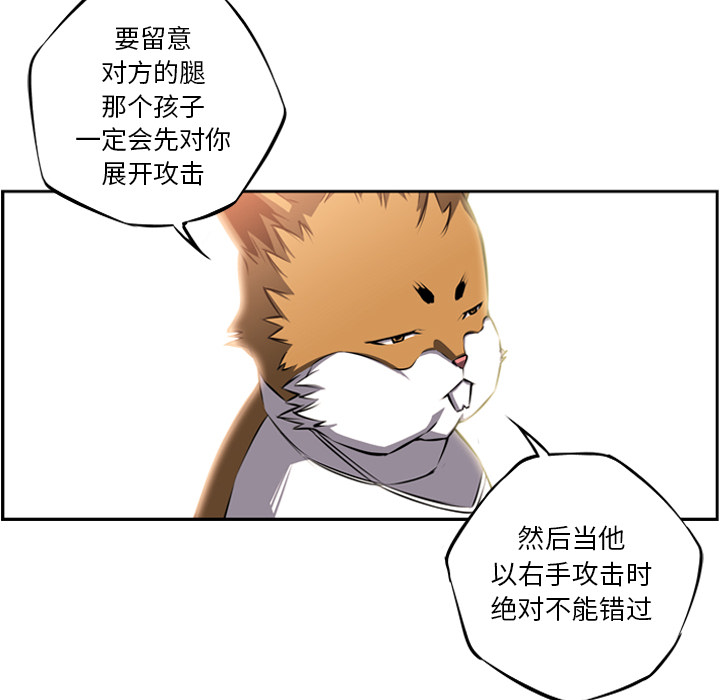 要留意
对方的腿
那个孩子
一定会先对你
展开攻击
然后当他
以右手攻击时
绝对不能错过